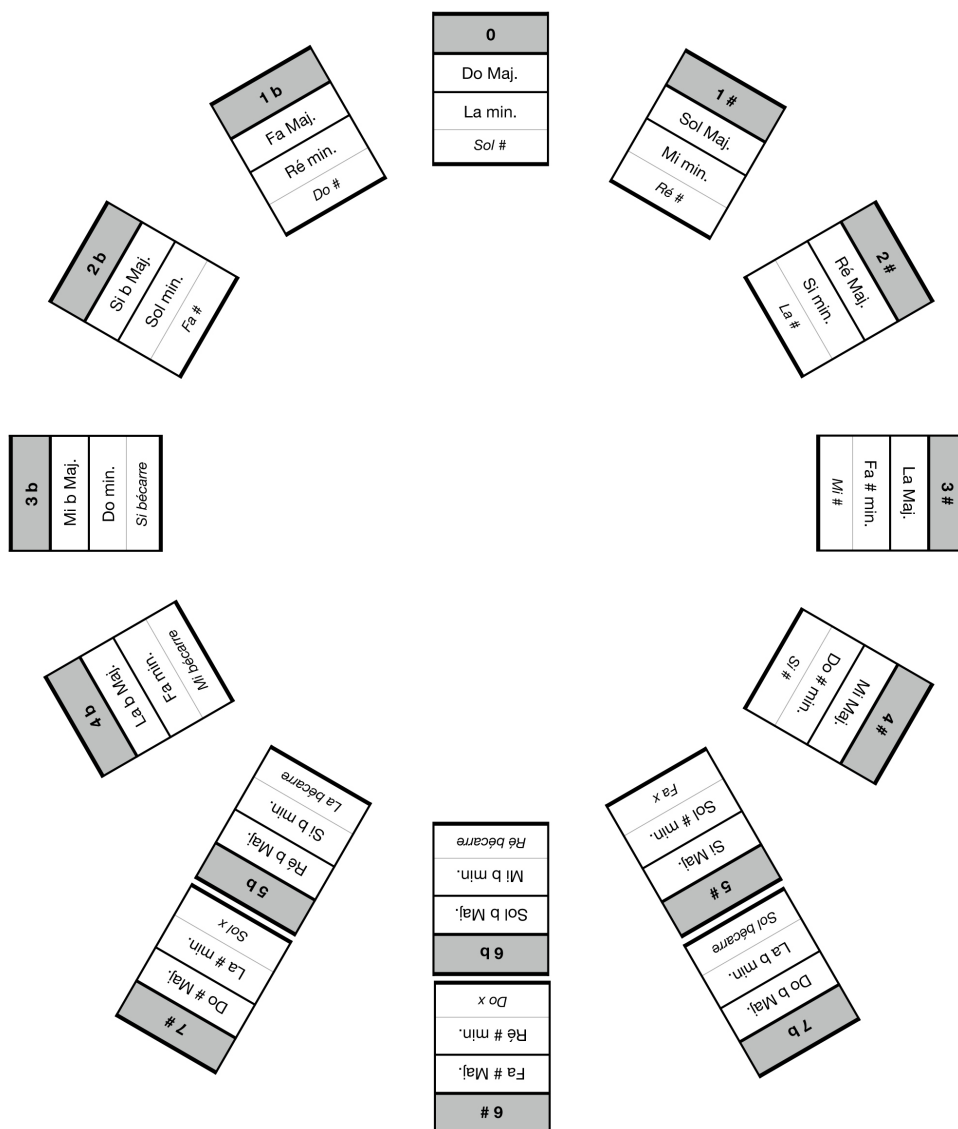 0
Do Maj.
La min.
Sol #
1 #
Sol Maj.
Mi min.
Ré #
2 #
Ré Maj.
Si min.
La #
3 #
La Maj.
Fa # min.
Mi #
4 #
Mi Maj.
Do # min.
Si #
5 #
Si Maj.
Sol # min.
Fa x
7 b
Do b Maj.
La b min.
Sol bécarre
6 b
Sol b Maj.
Mi b min.
Ré bécarre
6 #
Fa # Maj.
Ré # min.
Do x
5 b
Ré b Maj.
Si b min.
La bécarre
7 #
Do # Maj.
La # min.
Sol x
4 b
La b Maj.
Fa min.
Mi bécarre
3 b
Mi b Maj.
Do min.
Si bécarre
2 b
Si b Maj.
Sol min.
Fa #
1 b
Fa Maj.
Ré min.
Do #